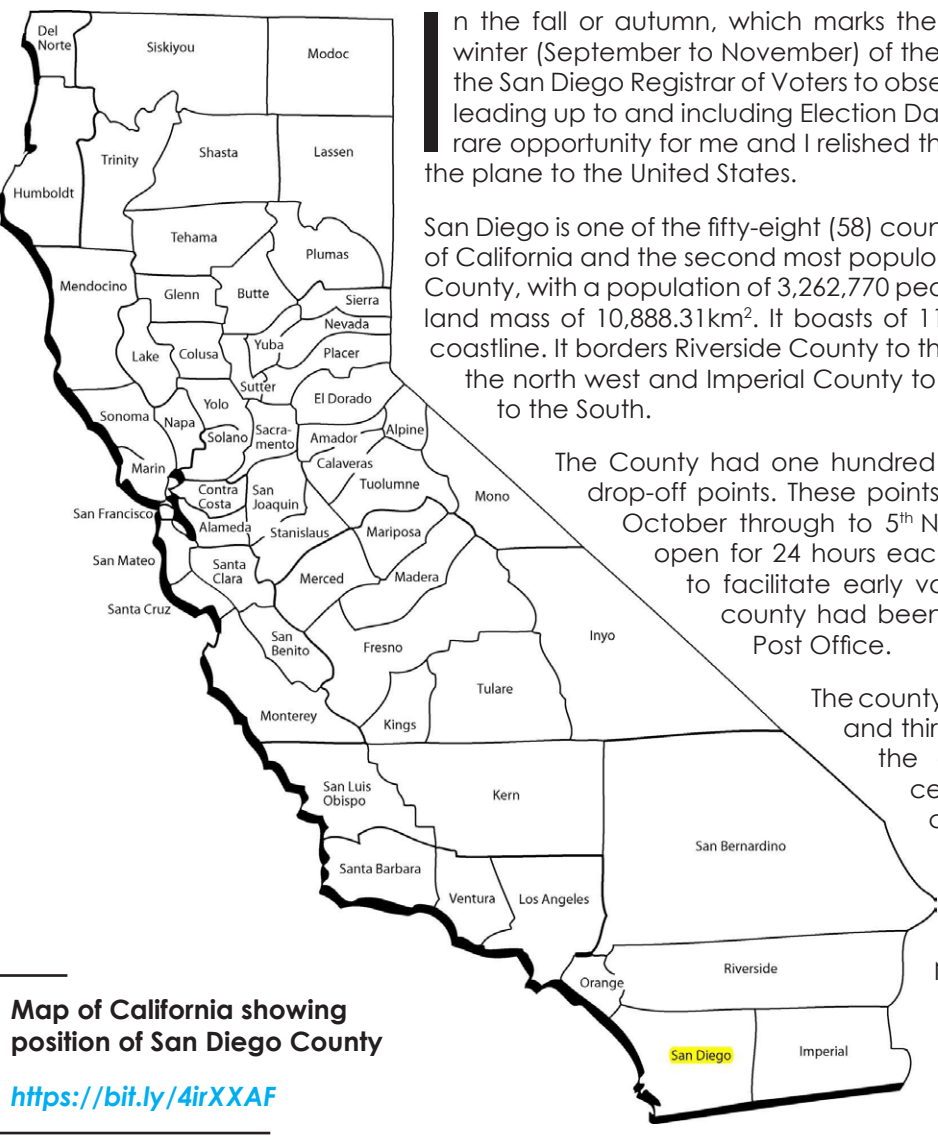 In the fall or autumn, which marks the
winter (September to November) of the
the San Diego Registrar of Voters to obse
leading up to and including Election Da
rare opportunity for me and I relished th
the plane to the United States.
San Diego is one of the fifty-eight (58) coun
of California and the second most populo
County, with a population of 3,262,770 peo
land mass of 10,888.31km². It boasts of 11
coastline. It borders Riverside County to th
the north west and Imperial County to
to the South.
The County had one hundred
drop-off points. These points
October through to 5th N
open for 24 hours eac
to facilitate early vo
county had been
Post Office.
The county
and thir
the
ce
Del
Norte
Siskiyou
Modoc
Trinity
Shasta
Lassen
Humboldt
Tehama
Plumas
Mendocino
Glenn
Butte
Sierra
Nevada
Yuba
Placer
Lake
Colusa
Sutter
El Dorado
Yolo
Sonoma
Napa
Solano
Sacra-
mento
Amador
Alpine
Marin
Calaveras
Tuolumne
Contra
Costa
San
Joaquin
Mono
San Francisco
Alameda
Stanislaus
Mariposa
San Mateo
Santa
Clara
Merced
Madera
Santa Cruz
San
Benito
Fresno
Inyo
Tulare
Monterey
Kings
San Luis
Obispo
Kern
San Bernardino
Santa Barbara
Ventura
Los Angeles
Orange
Riverside
San Diego
Imperial
Map of California showing
position of San Diego County
https://bit.ly/4irXXAF